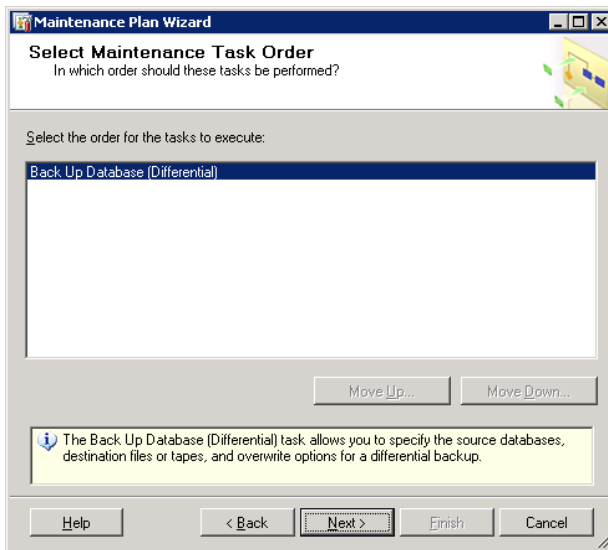 Maintenance Plan Wizard
Select Maintenance Task Order
In which order should these tasks be performed?
Select the order for the tasks to execute:
Back Up Database (Differential)
Move Up...
Move Down...
The Back Up Database (Differential) task allows you to specify the source databases,
destination files or tapes, and overwrite options for a differential backup.
Help
< Back
Next >
Finish
Cancel